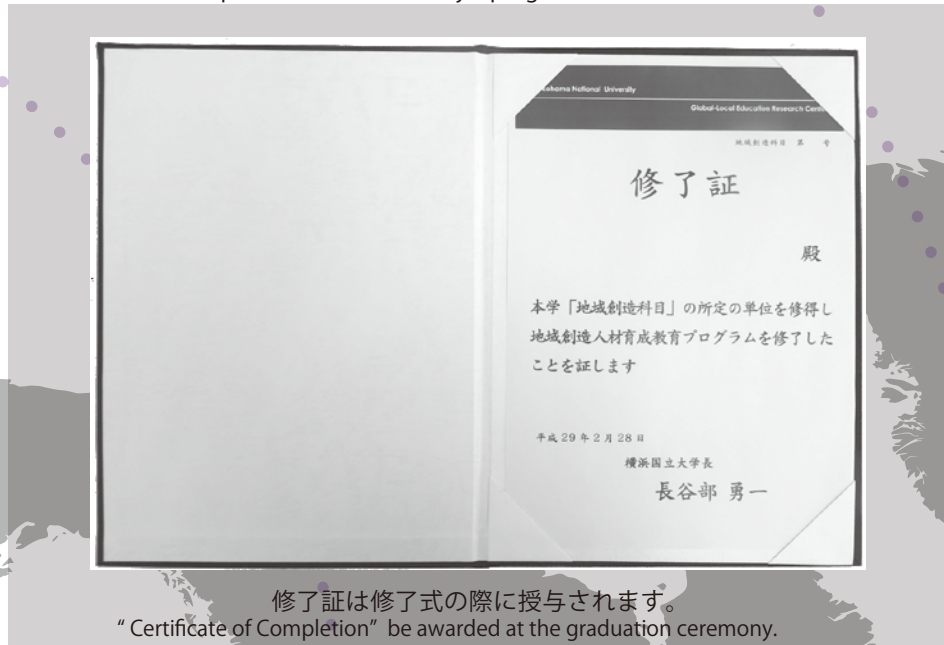 National University
Global-Local Education Research
地域創造科目 第 号
修了証
殿
本学「地域創造科目」の所定の単位を修得し
地域創造人材育成教育プログラムを修了した
ことを証します
平成29年2月28日
横浜国立大学長
長谷部 勇一
修了証は修了式の際に授与されます。
“ Certificate of Completion” be awarded at the graduation ceremony.